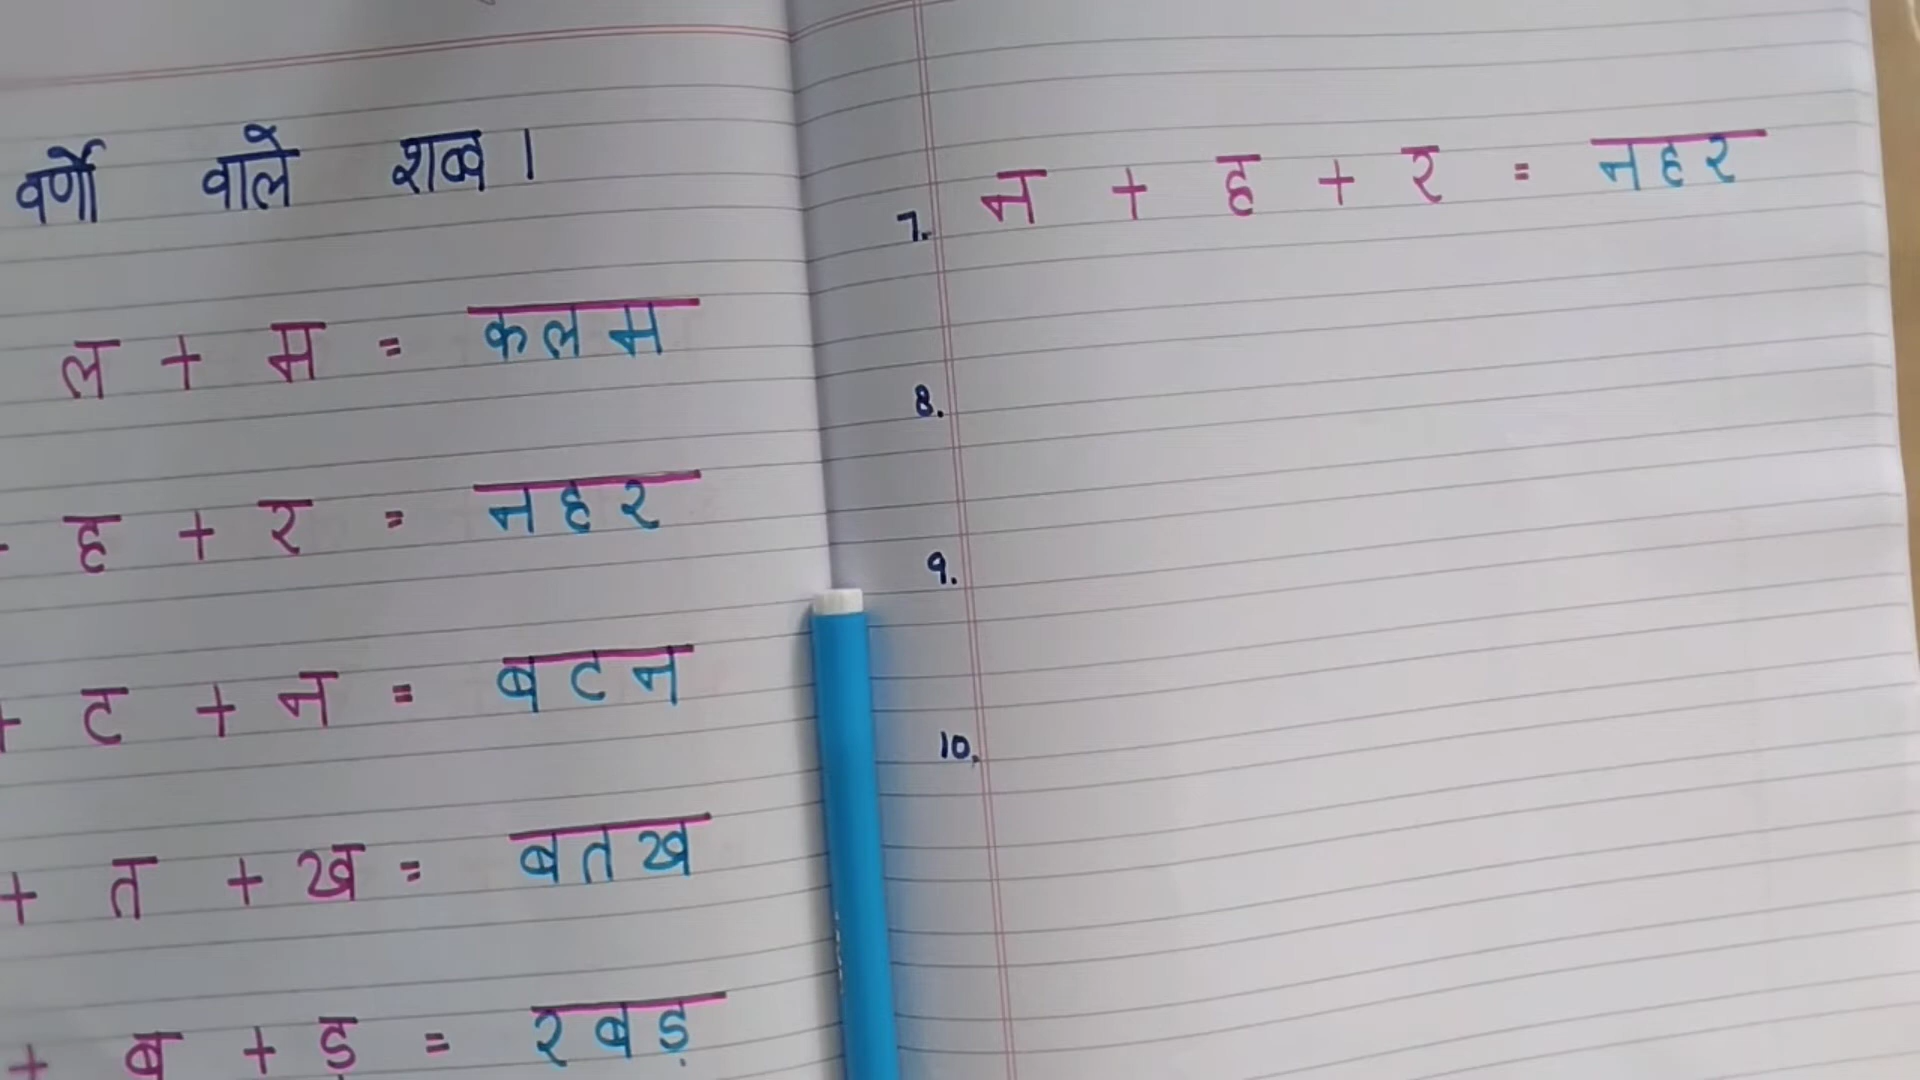 वर्णो वाले शब्द ।
ल + म = कलम
ह + र = नहर
+ ट + न = बटन
+ त + ख = बतख
+ ब + ड़ = रबड़
7. न + ह + र = नहर
8.
9.
10.